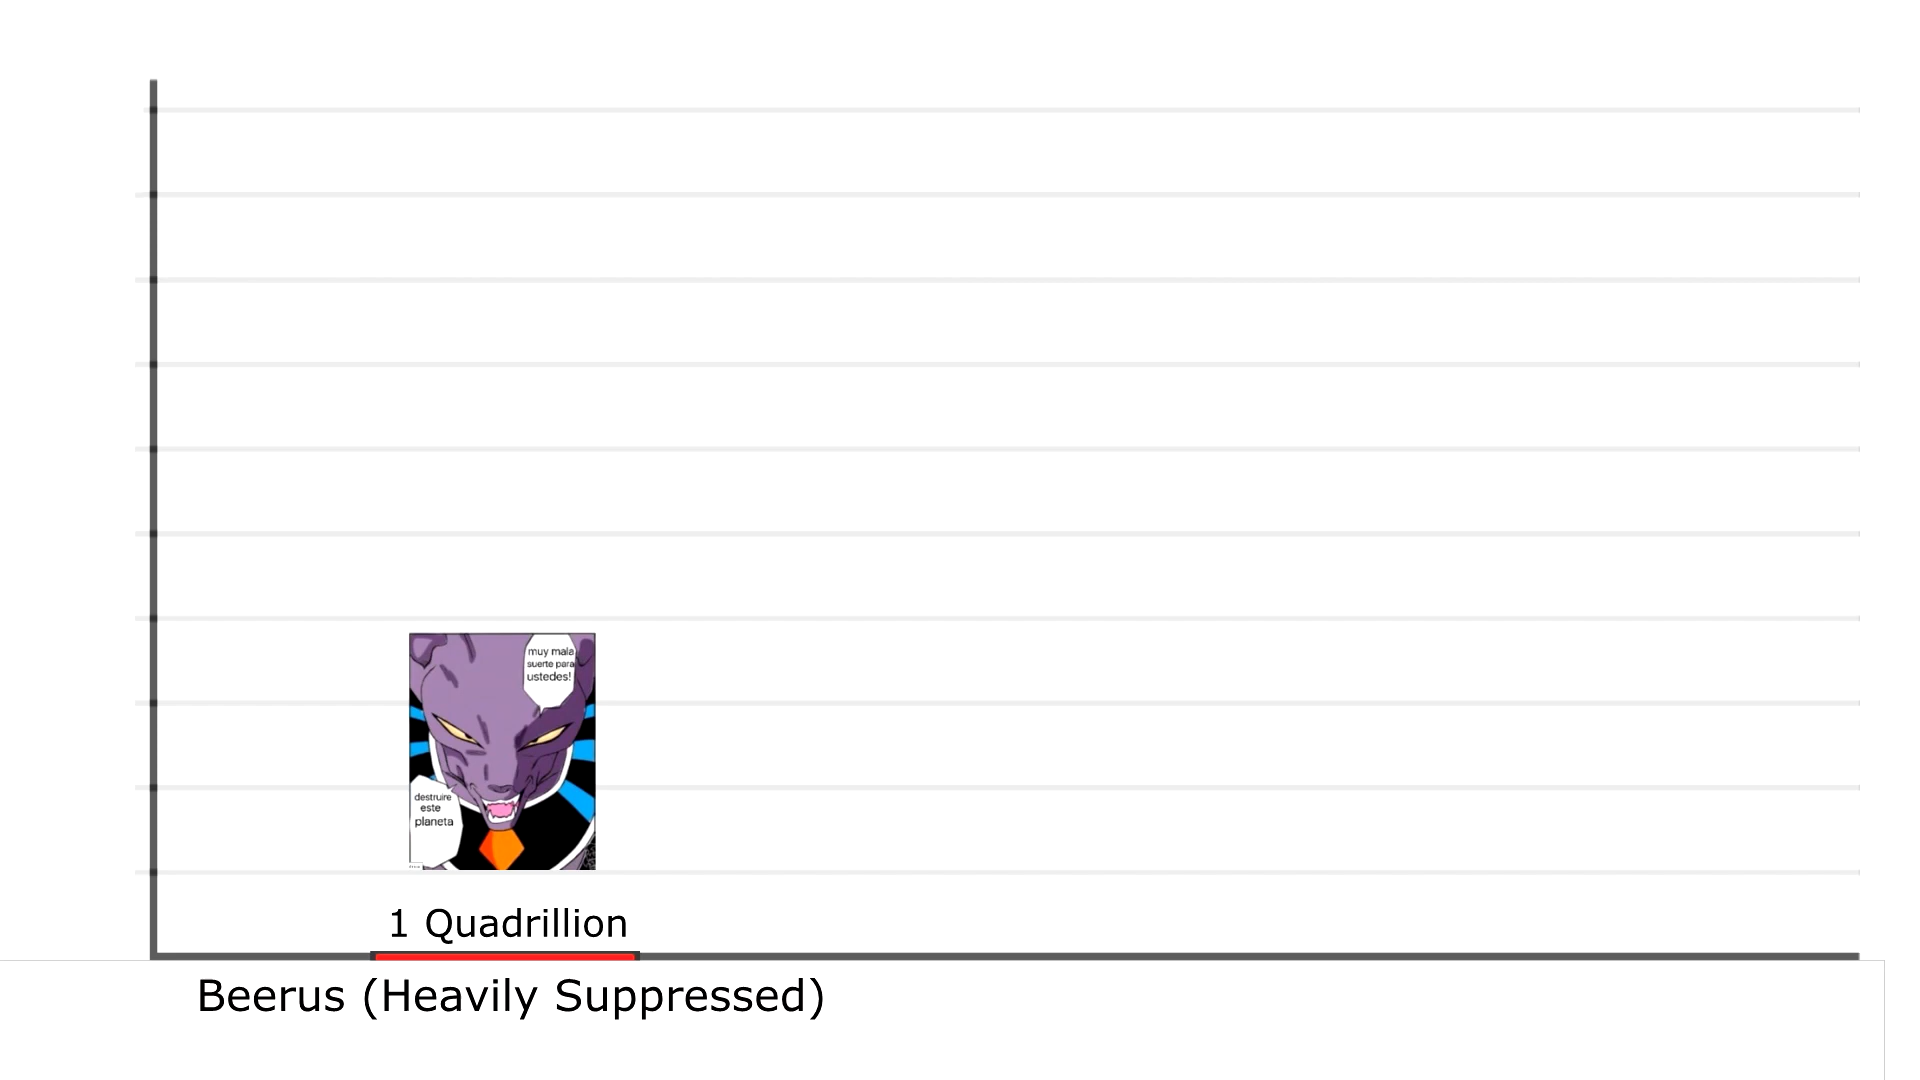 muy mala
suerte para
ustedes!
destruire
este
planeta
1 Quadrillion
Beerus (Heavily Suppressed)